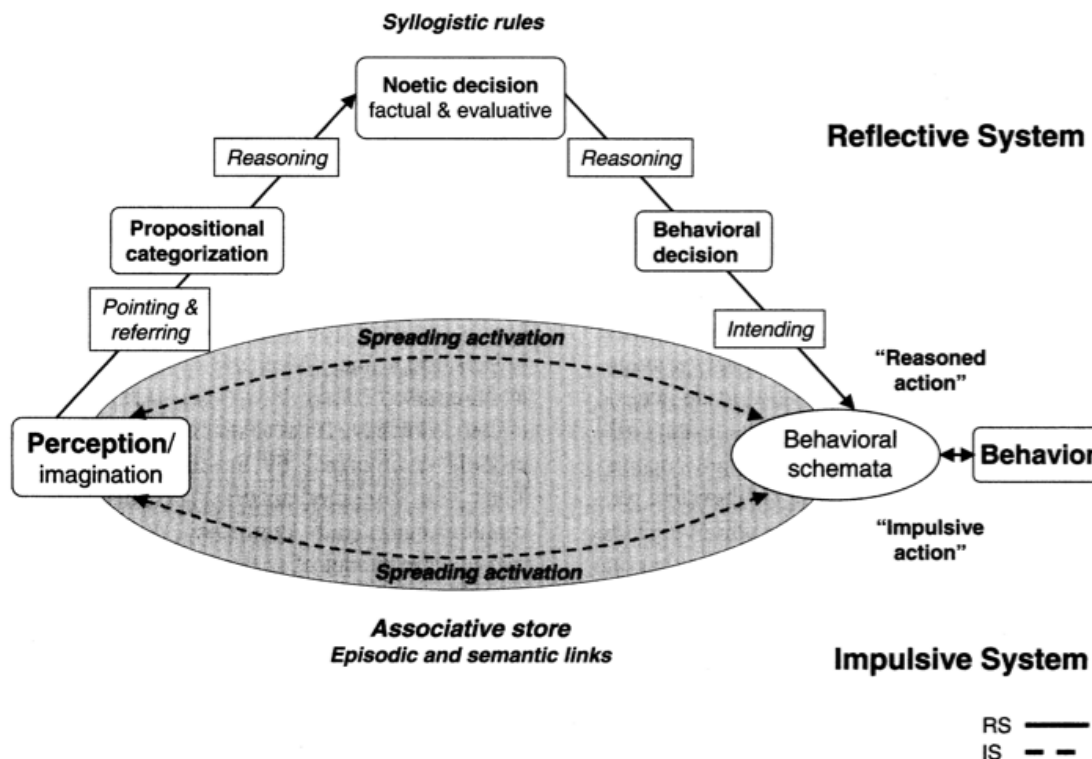 Syllogistic rules
Noetic decision
factual & evaluative
Reflective System
Reasoning
Reasoning
Propositional
categorization
Behavioral
decision
Pointing &
referring
Intending
Spreading activation
“Reasoned
action”
Perception/
imagination
Behavioral
schemata
Behavior
“Impulsive
action”
Spreading activation
Associative store
Episodic and semantic links
Impulsive System
RS
IS